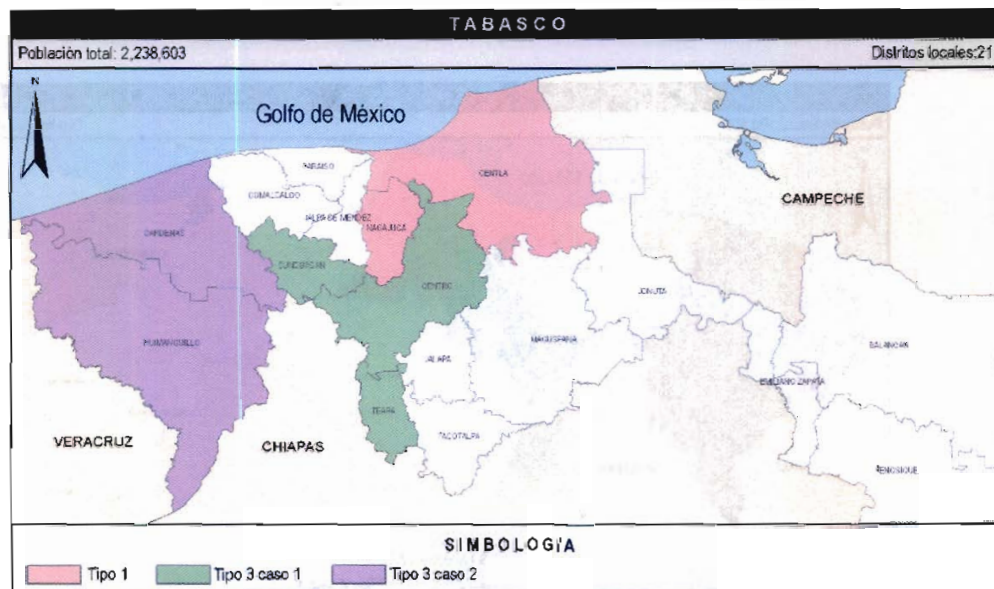 TABASCO
Población total: 2,238,603
Distritos locales:21
N
Golfo de México
PARAISO
COMALCALCO
CENTLA
CAMPECHE
JALPA DE MENDEZ
NACAJUCA
CARDENAS
CUNDUACAN
CENTRO
JONUTA
HUIMANGUILLO
JALAPA
MACUSPANA
BALANCAN
EMILIANO ZAPATA
TEAPA
VERACRUZ
CHIAPAS
TACOTALPA
TENOSIQUE
SIMBOLOGÍA
Tipo 1
Tipo 3 caso 1
Tipo 3 caso 2